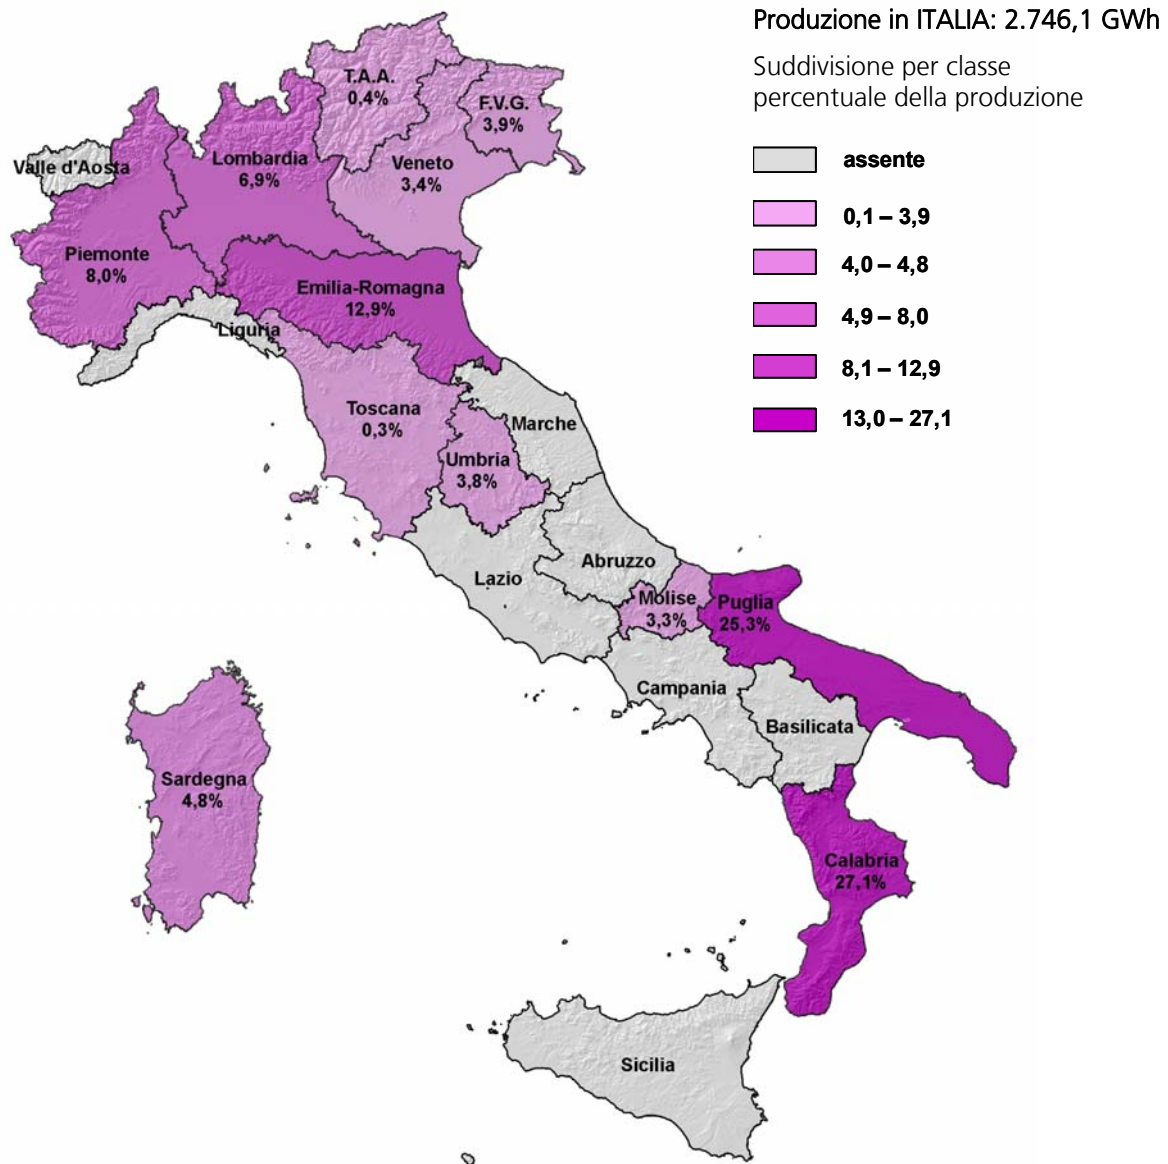 Produzione in ITALIA: 2.746,1 GWh
Suddivisione per classe
percentuale della produzione
assente
0,1 – 3,9
4,0 – 4,8
4,9 – 8,0
8,1 – 12,9
13,0 – 27,1
T.A.A.
0,4%
F.V.G.
3,9%
Valle d'Aosta
Lombardia
6,9%
Veneto
3,4%
Piemonte
8,0%
Emilia-Romagna
12,9%
Liguria
Toscana
0,3%
Marche
Umbria
3,8%
Lazio
Abruzzo
Molise
3,3%
Puglia
25,3%
Campania
Basilicata
Sardegna
4,8%
Calabria
27,1%
Sicilia